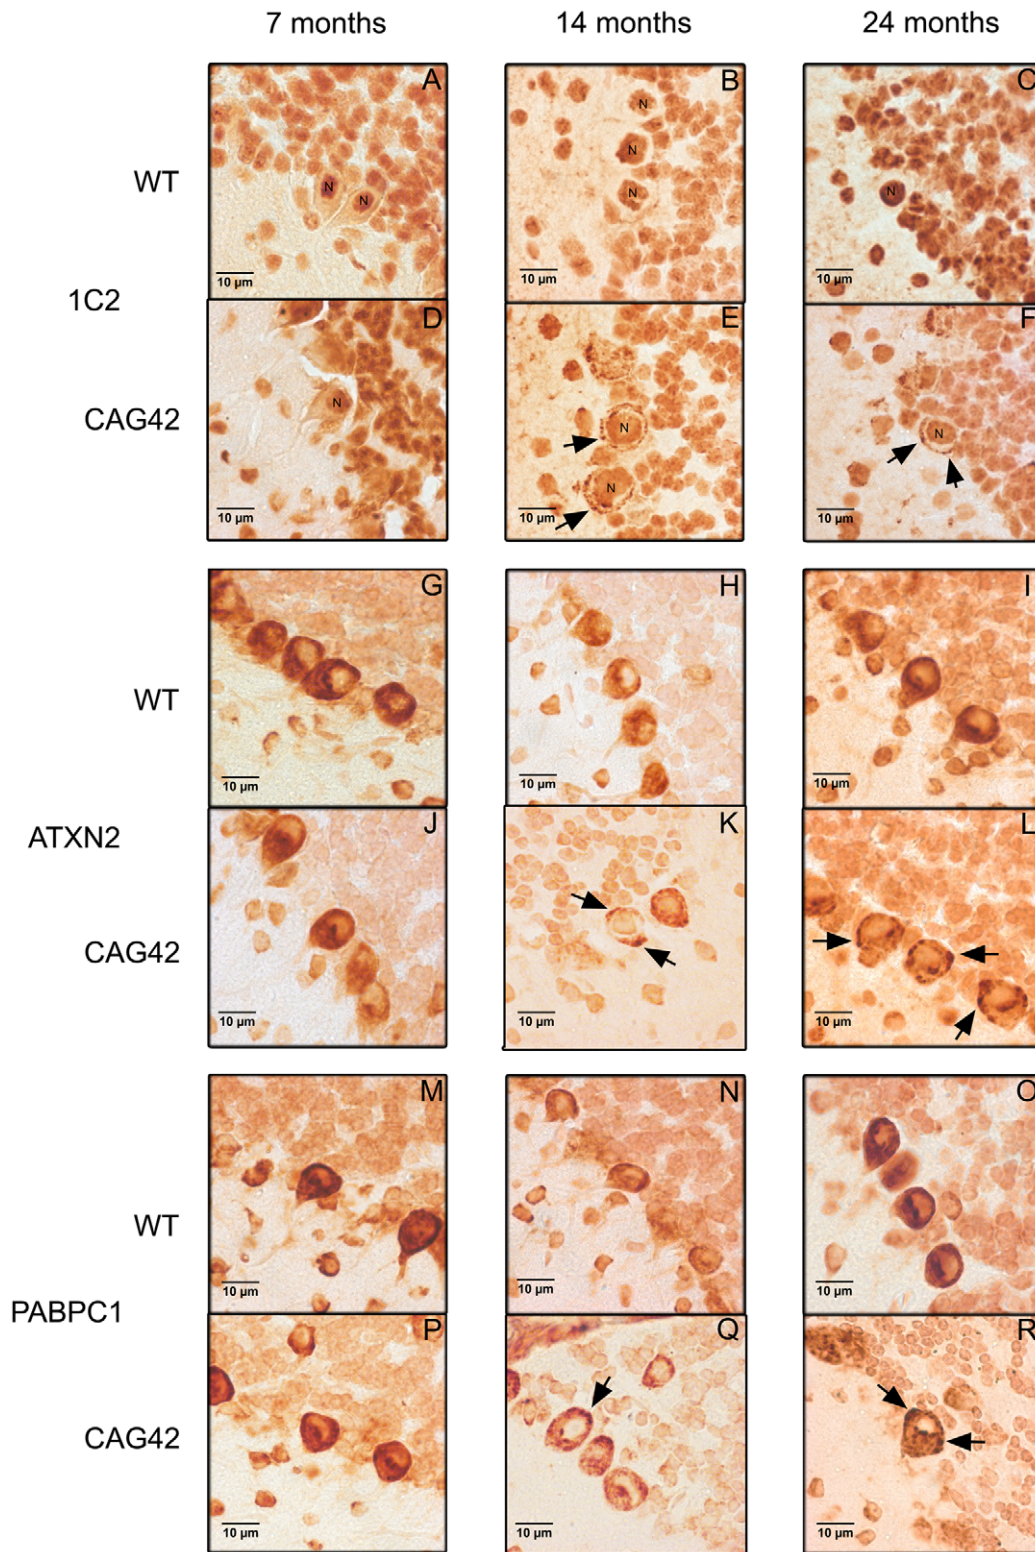 7 months 14 months 24 months
A B C
WT
N N N N N N
10 µm 10 µm 10 µm
1C2
D E F
CAG42
N N N N
10 µm 10 µm 10 µm
G H I
WT
10 µm 10 µm 10 µm
ATXN2
J K L
CAG42
10 µm 10 µm 10 µm
M N O
WT
10 µm 10 µm 10 µm
PABPC1
P Q R
CAG42
10 µm 10 µm 10 µm